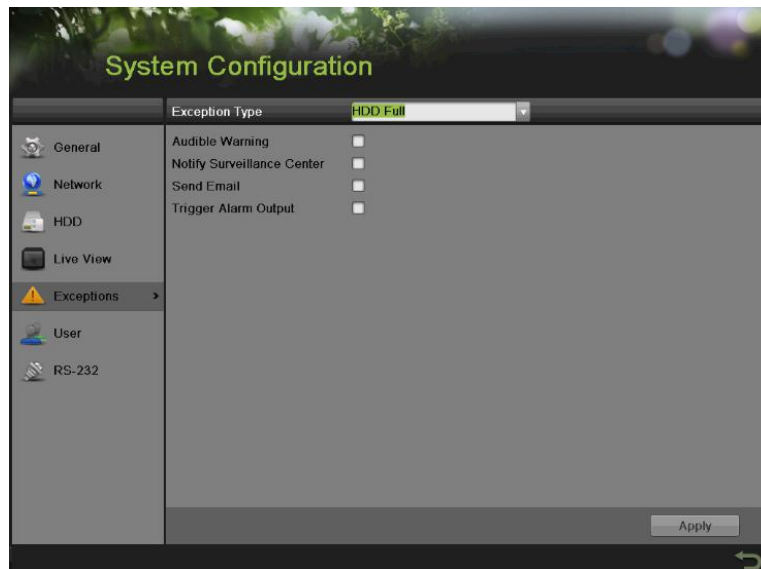 System Configuration
Exception Type HDD Full
General
Network
HDD
Live View
Exceptions
User
RS-232
Audible Warning
Notify Surveillance Center
Send Email
Trigger Alarm Output
Apply